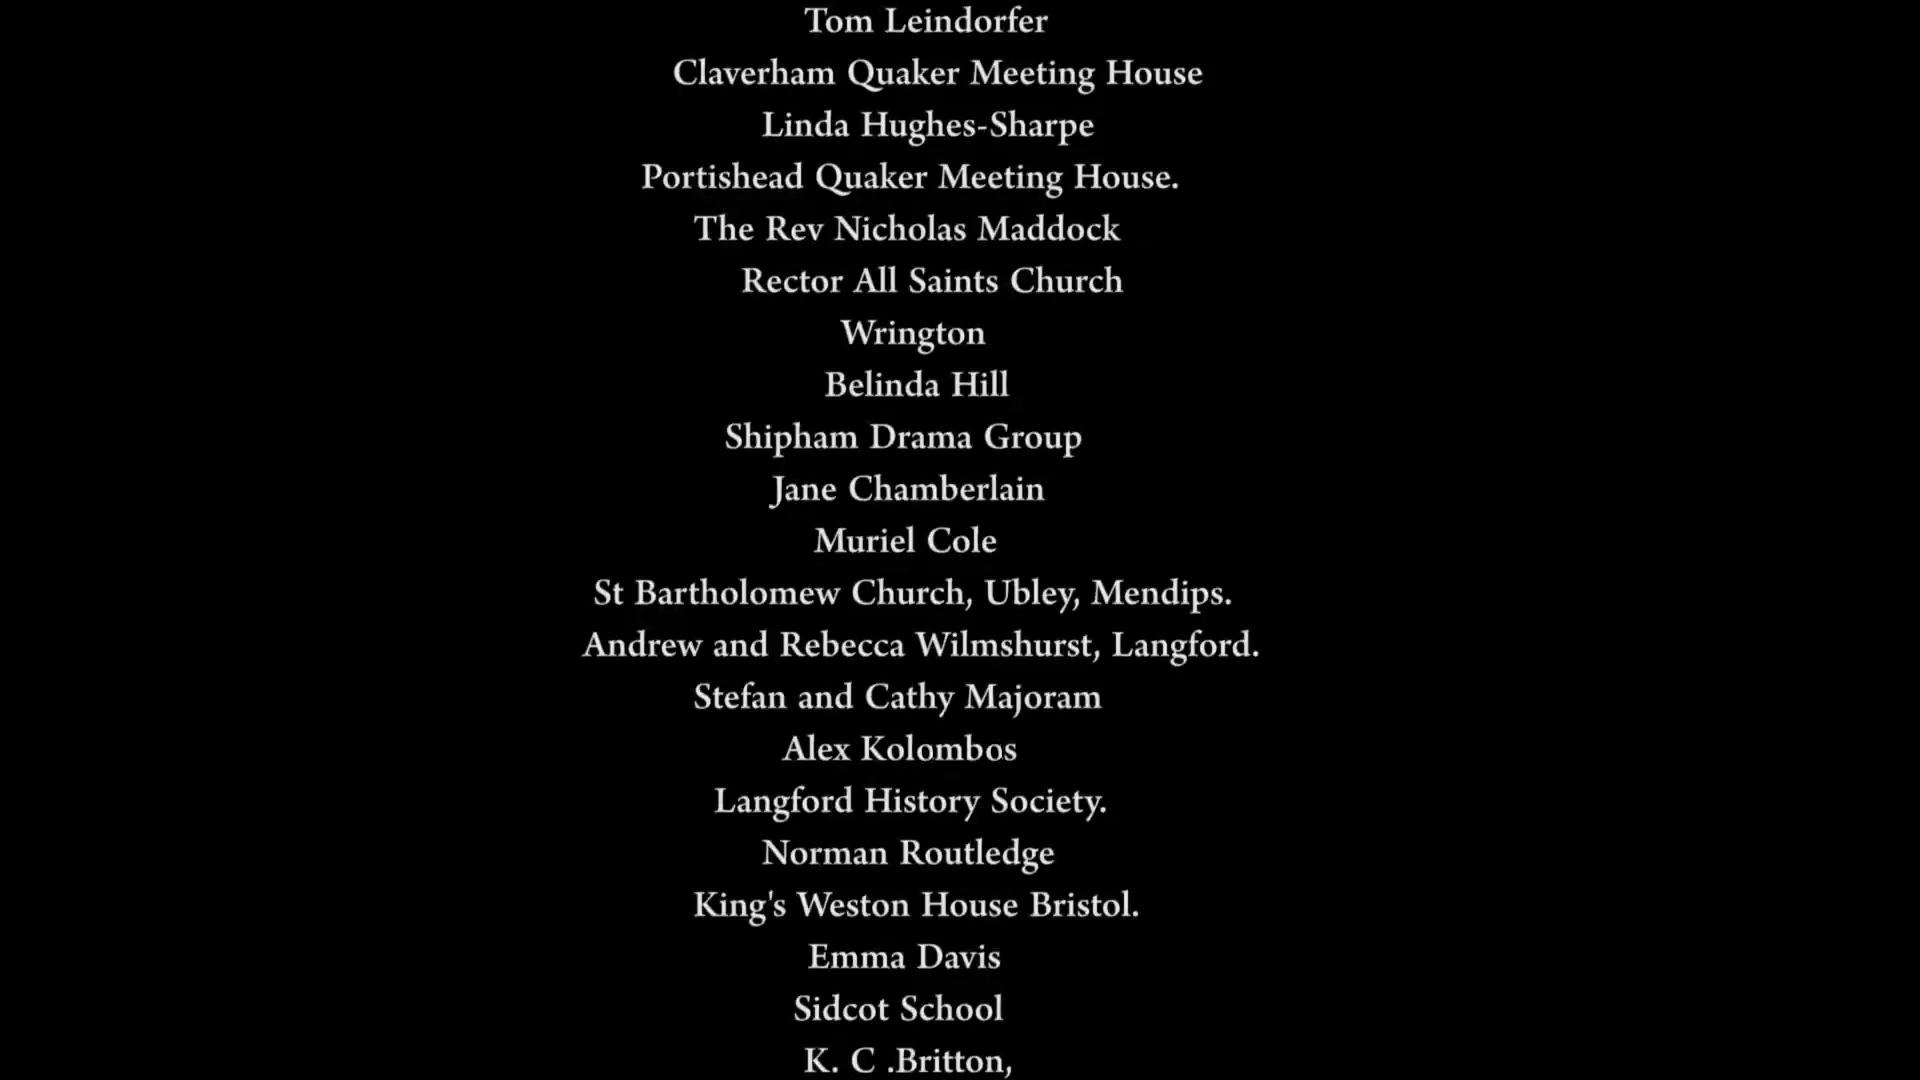 Tom Leindorfer
Claverham Quaker Meeting House
Linda Hughes-Sharpe
Portishead Quaker Meeting House.
The Rev Nicholas Maddock
Rector All Saints Church
Wrington
Belinda Hill
Shipham Drama Group
Jane Chamberlain
Muriel Cole
St Bartholomew Church, Ubley, Mendips.
Andrew and Rebecca Wilmshurst, Langford.
Stefan and Cathy Majoram
Alex Kolombos
Langford History Society.
Norman Routledge
King's Weston House Bristol.
Emma Davis
Sidcot School
K. C .Britton,